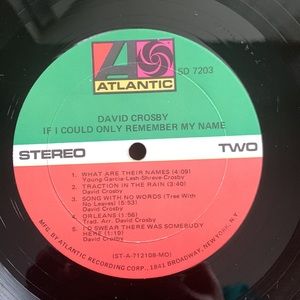 A
ATLANTIC
SD 7203
DAVID CROSBY
IF I COULD ONLY REMEMBER MY NAME
STEREO
TWO
1. WHAT ARE THEIR NAMES (4:09)
Young-Garcia-Lesh-Shreve-Crosby
2. TRACTION IN THE RAIN (3:40)
David Crosby
3. SONG WITH NO WORDS (Tree With
No Leaves) (5:53)
David Crosby
4. ORLEANS (1:56)
Trad. Arr. David Crosby
5. I'D SWEAR THERE WAS SOMEBODY
HERE (1:19)
David Crosby
(ST-A-712108-MO)
MFG. BY ATLANTIC RECORDING CORP., 1841 BROADWAY, NEW YORK, N.Y.